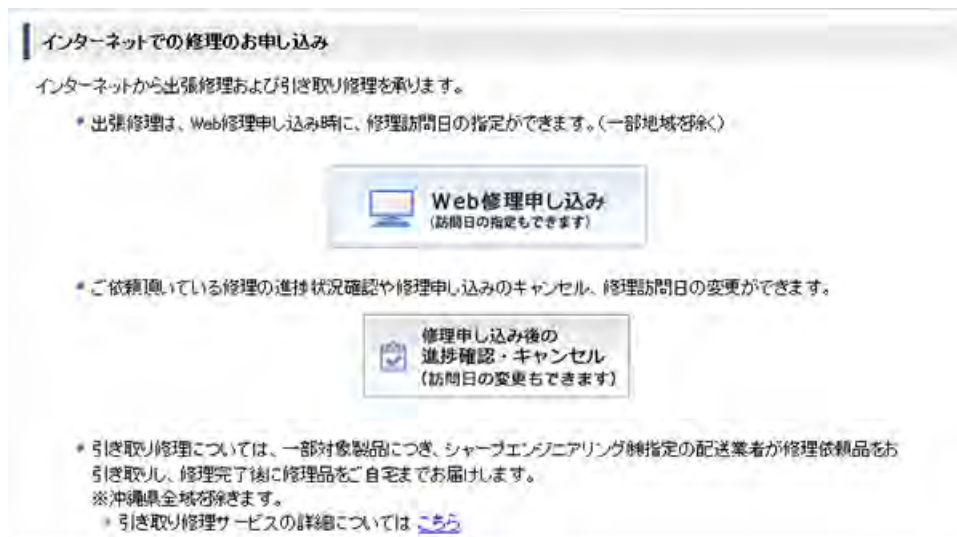 インターネットでの修理のお申し込み
インターネットから出張修理および引き取り修理を承ります。
出張修理は、Web修理申し込み時に、修理訪問日の指定ができます。(一部地域を除く)
Web修理申し込み
(訪問日の指定もできます)
ご依頼頂いている修理の進捗状況確認や修理申し込みのキャンセル、修理訪問日の変更ができます。
修理申し込み後の
進捗確認・キャンセル
(訪問日の変更もできます)
引き取り修理については、一部対象製品につき、シャープエンジニアリング㈱指定の配送業者が修理依頼品をお
引き取りし、修理完了後に修理品をご自宅までお届けします。
※沖縄県全域を除きます。
引き取り修理サービスの詳細については こちら